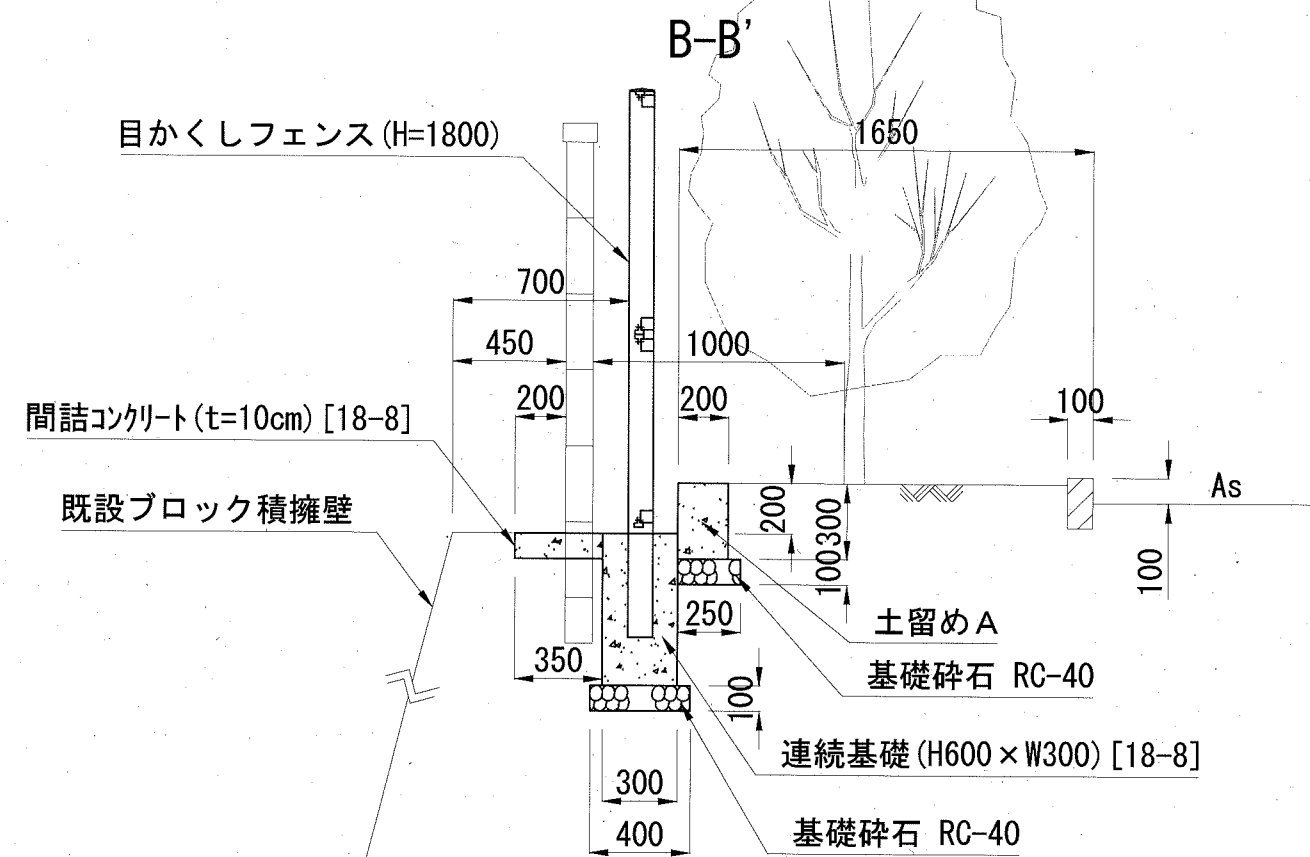 B-B'
目かくしフェンス(H=1800)
1650
700
450
1000
200
200
100
間詰コンクリート(t=10cm)[18-8]
既設ブロック積擁壁
As
200
300
100
100
250
土留めA
350
基礎砕石 RC-40
100
連続基礎(H600×W300)[18-8]
300
基礎砕石 RC-40
400